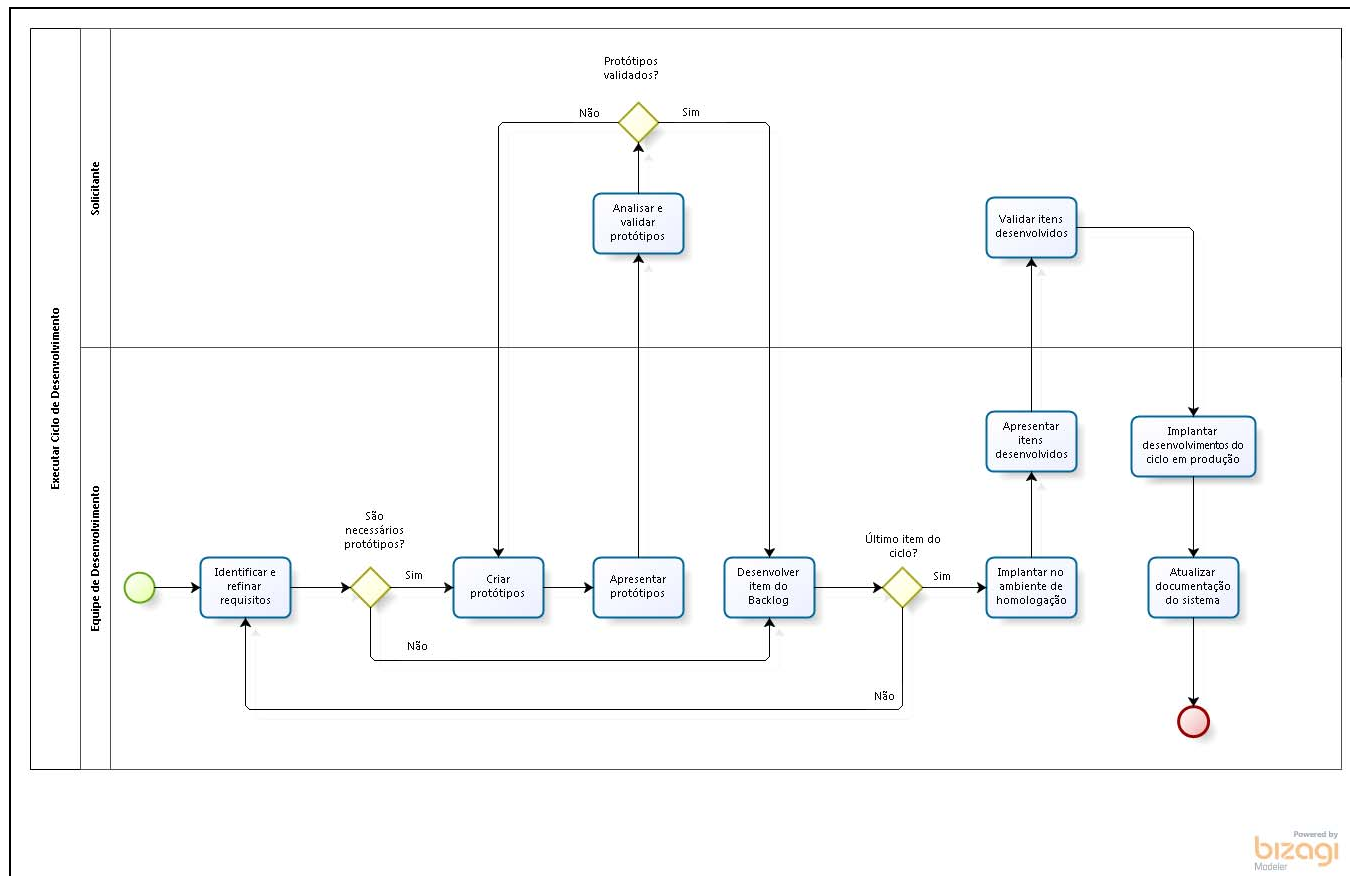 Executar Ciclo de Desenvolvimento
Solicitante
Protótipos
validados?
Não
Sim
Analisar e
validar
protótipos
Validar itens
desenvolvidos
Equipe de Desenvolvimento
Identificar e
refinar
requisitos
São
necessários
protótipos?
Sim
Não
Criar
protótipos
Apresentar
protótipos
Desenvolver
item do
Backlog
Último item do
ciclo?
Sim
Não
Implantar no
ambiente de
homologação
Apresentar
itens
desenvolvidos
Implantar
desenvolvimentos do
ciclo em produção
Atualizar
documentação
do sistema
Powered by
bizagi
Modeler